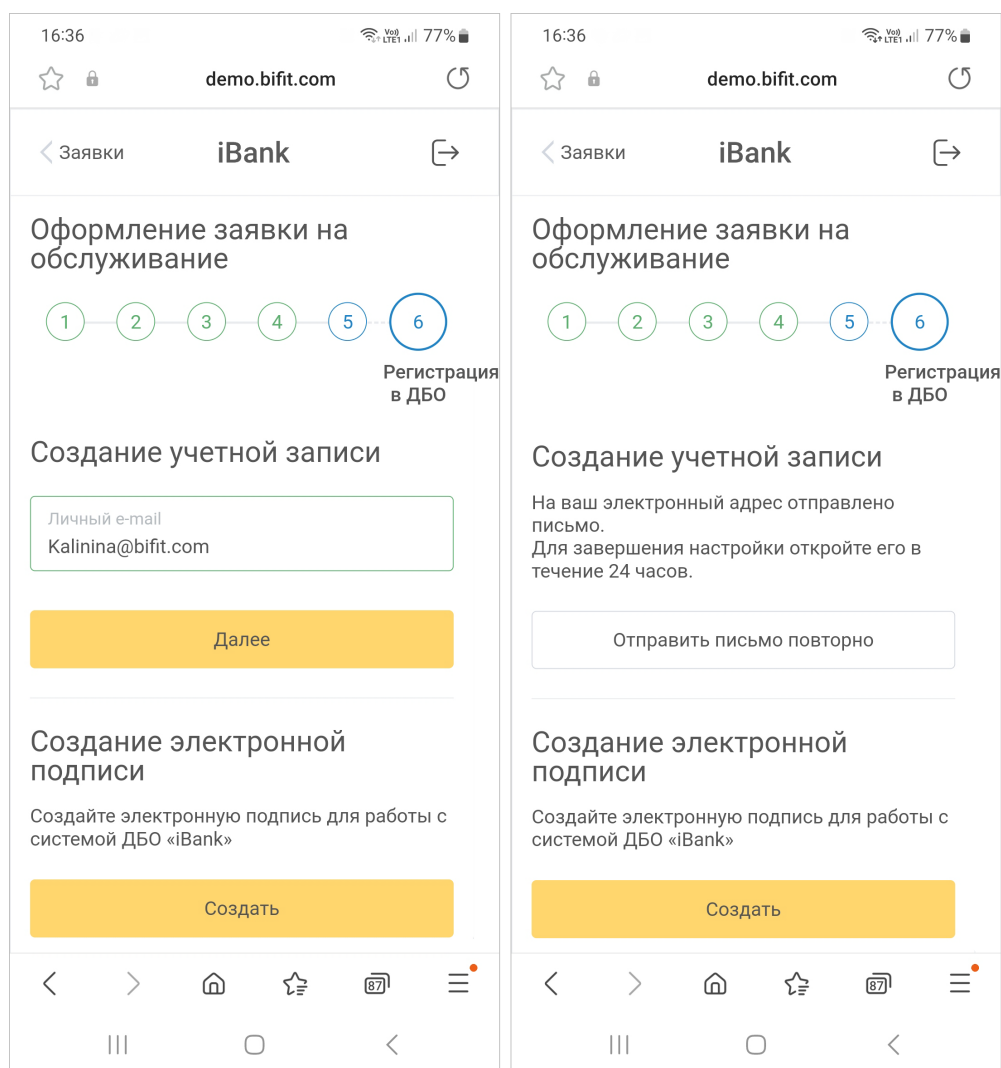 16:36
Vo)) LTE1 77%
demo.bifit.com
Заявки iBank
Оформление заявки на
обслуживание
1 2 3 4 5 6
Регистрация
в ДБО
Создание учетной записи
Личный e-mail
Kalinina@bifit.com
Далее
Создание электронной
подписи
Создайте электронную подпись для работы с
системой ДБО «iBank»
Создать
87
16:36
Vo)) LTE1 77%
demo.bifit.com
Заявки iBank
Оформление заявки на
обслуживание
1 2 3 4 5 6
Регистрация
в ДБО
Создание учетной записи
На ваш электронный адрес отправлено
письмо.
Для завершения настройки откройте его в
течение 24 часов.
Отправить письмо повторно
Создание электронной
подписи
Создайте электронную подпись для работы с
системой ДБО «iBank»
Создать
87